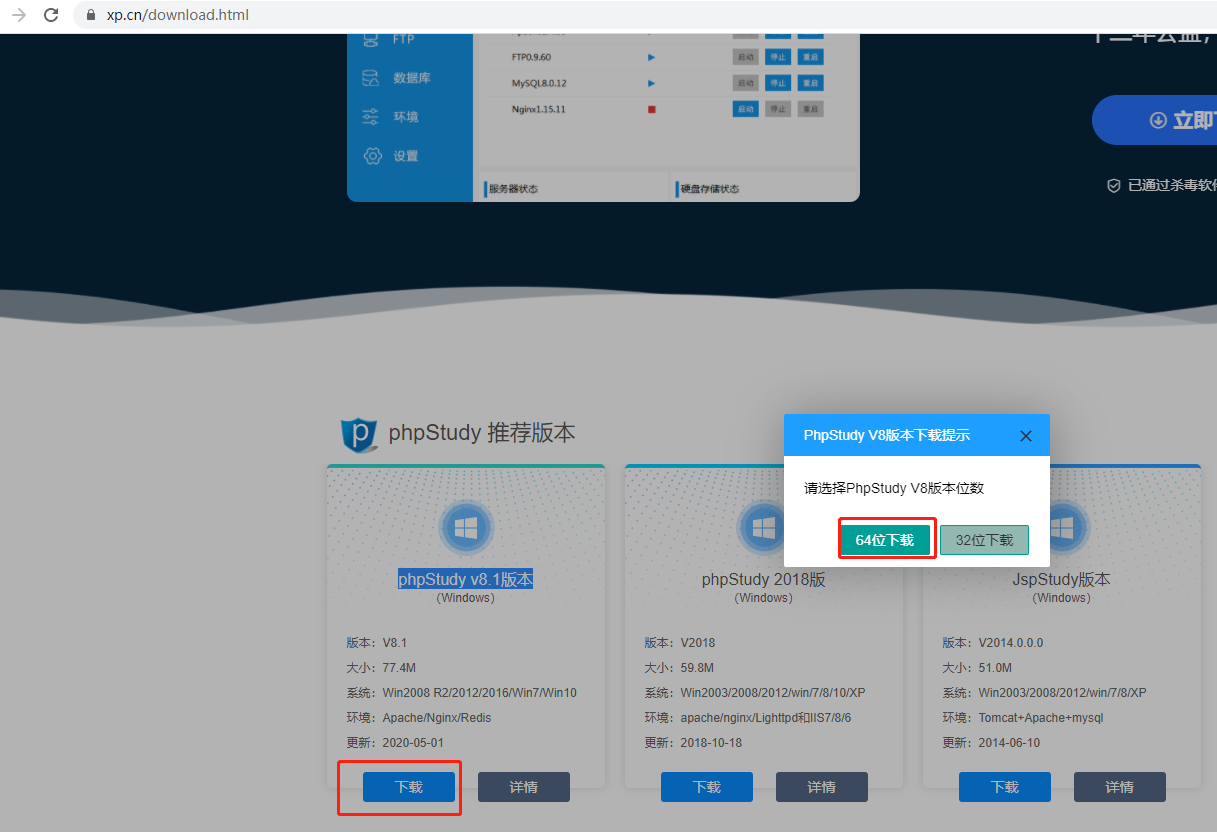 xp.cn/download.html
FTP
FTP0.9.60
启动 停止 重启
数据库
MySQL8.0.12
启动 停止 重启
环境
Nginx1.15.11
启动 停止 重启
设置
服务器状态
硬盘存储状态
立即
已通过杀毒软
phpStudy 推荐版本
PhpStudy V8版本下载提示
请选择PhpStudy V8版本位数
64位下载
32位下载
phpStudy v8.1版本
(Windows)
版本：V8.1
大小：77.4M
系统：Win2008 R2/2012/2016/Win7/Win10
环境：Apache/Nginx/Redis
更新：2020-05-01
下载
详情
phpStudy 2018版
(Windows)
版本：V2018
大小：59.8M
系统：Win2003/2008/2012/win/7/8/10/XP
环境：apache/nginx/Lighttpd和IIS7/8/6
更新：2018-10-18
下载
详情
JspStudy版本
(Windows)
版本：V2014.0.0.0
大小：51.0M
系统：Win2003/2008/2012/win/7/8/XP
环境：Tomcat+Apache+mysql
更新：2014-06-10
下载
详情